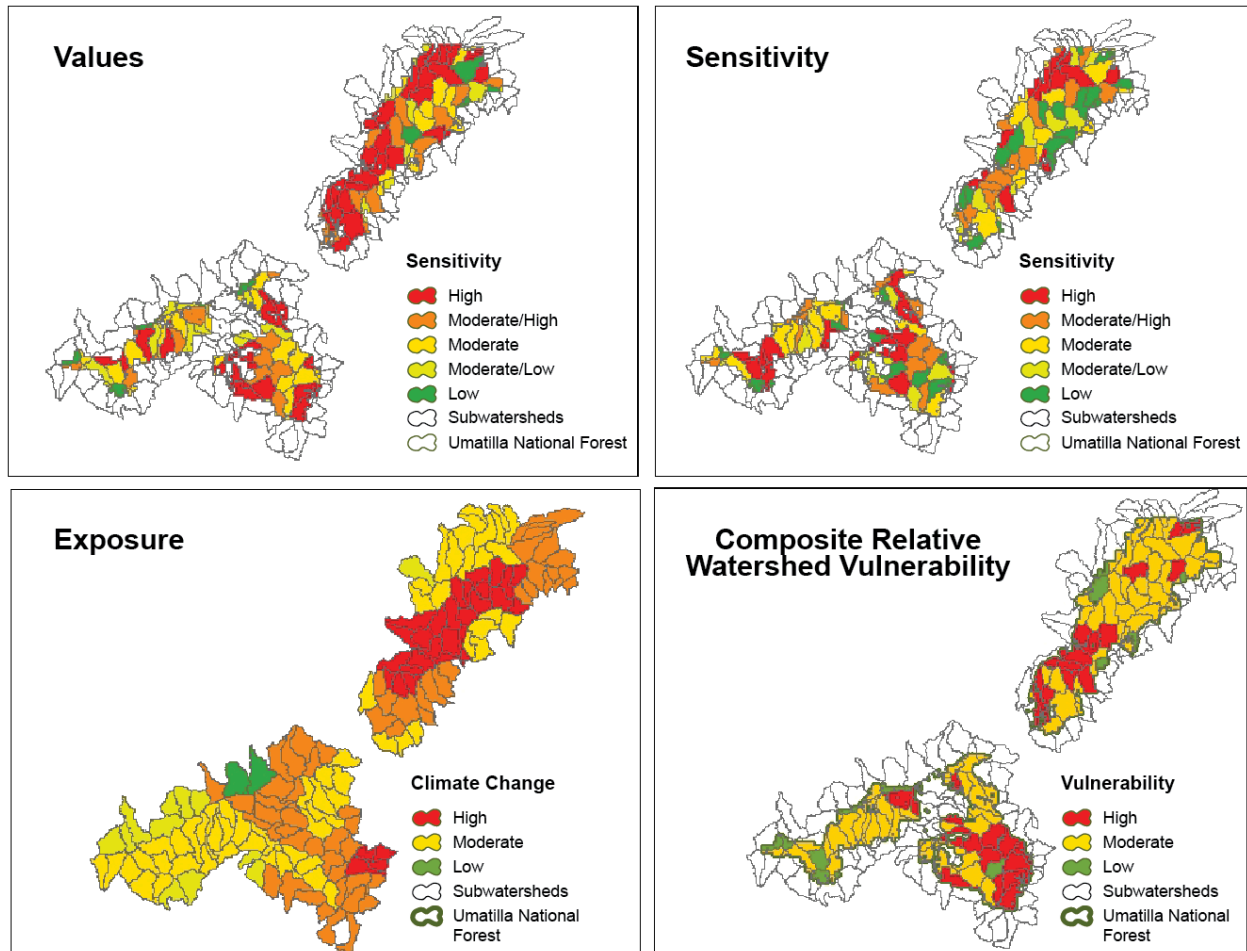 Values
Sensitivity
High
Moderate/High
Moderate
Moderate/Low
Low
Subwatersheds
Umatilla National Forest
Sensitivity
Sensitivity
High
Moderate/High
Moderate
Moderate/Low
Low
Subwatersheds
Umatilla National Forest
Exposure
Climate Change
High
Moderate
Low
Subwatersheds
Umatilla National
Forest
Composite Relative
Watershed Vulnerability
Vulnerability
High
Moderate
Low
Subwatersheds
Umatilla National
Forest